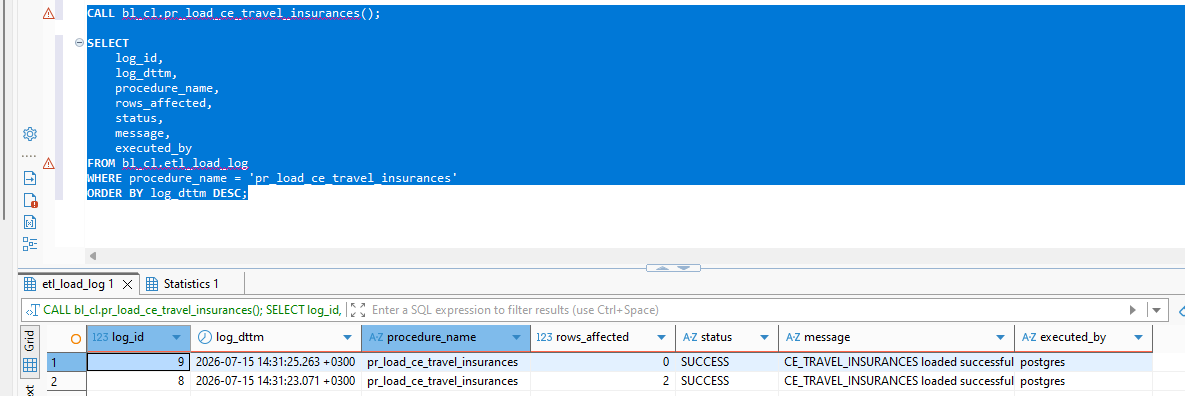 CALL bl_cl.pr_load_ce_travel_insurances();
SELECT
log_id,
log_dttm,
procedure_name,
rows_affected,
status,
message,
executed_by
FROM bl_cl.etl_load_log
WHERE procedure_name = 'pr_load_ce_travel_insurances'
ORDER BY log_dttm DESC;
etl_load_log 1 Statistics 1
CALL bl_cl.pr_load_ce_travel_insurances(); SELECT log_id, Enter a SQL expression to filter results (use Ctrl+Space)
Grid
123 log_id log_dttm A-Z procedure_name 123 rows_affected A-Z status A-Z message A-Z executed_by
1 9 2026-07-15 14:31:25.263 +0300 pr_load_ce_travel_insurances 0 SUCCESS CE_TRAVEL_INSURANCES loaded successful postgres
2 8 2026-07-15 14:31:23.071 +0300 pr_load_ce_travel_insurances 2 SUCCESS CE_TRAVEL_INSURANCES loaded successful postgres